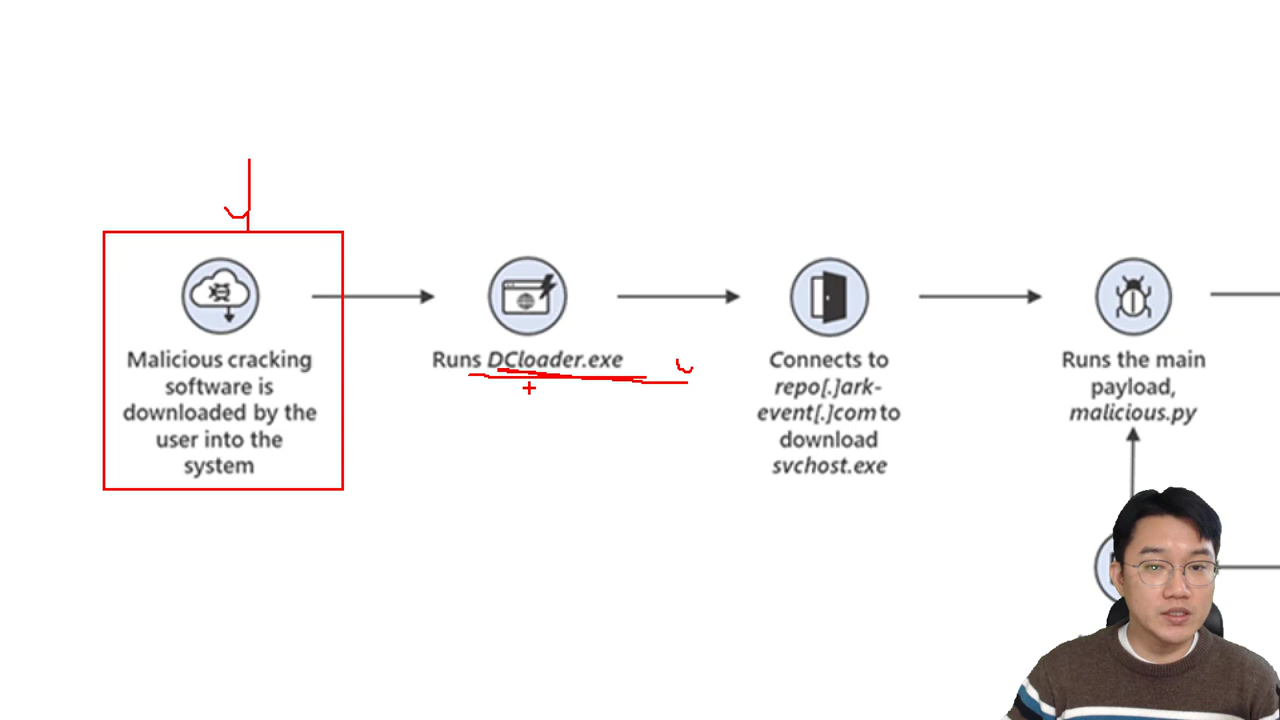 Malicious cracking
software is
downloaded by the
user into the
system
Runs DCloader.exe
Connects to
repo[.]ark-
event[.]com to
download
svchost.exe
Runs the main
payload,
malicious.py